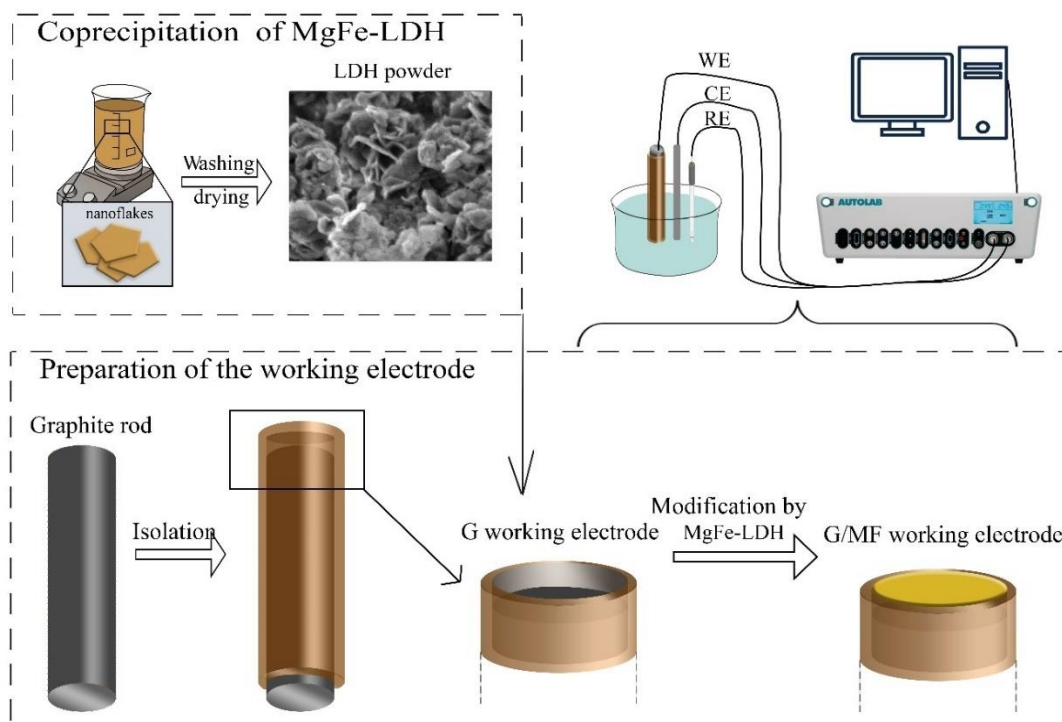 Coprecipitation of MgFe-LDH
LDH powder
Washing
drying
nanoflakes
WE
CE
RE
AUTOLAB
Preparation of the working electrode
Graphite rod
Isolation
G working electrode
Modification by
MgFe-LDH
G/MF working electrode